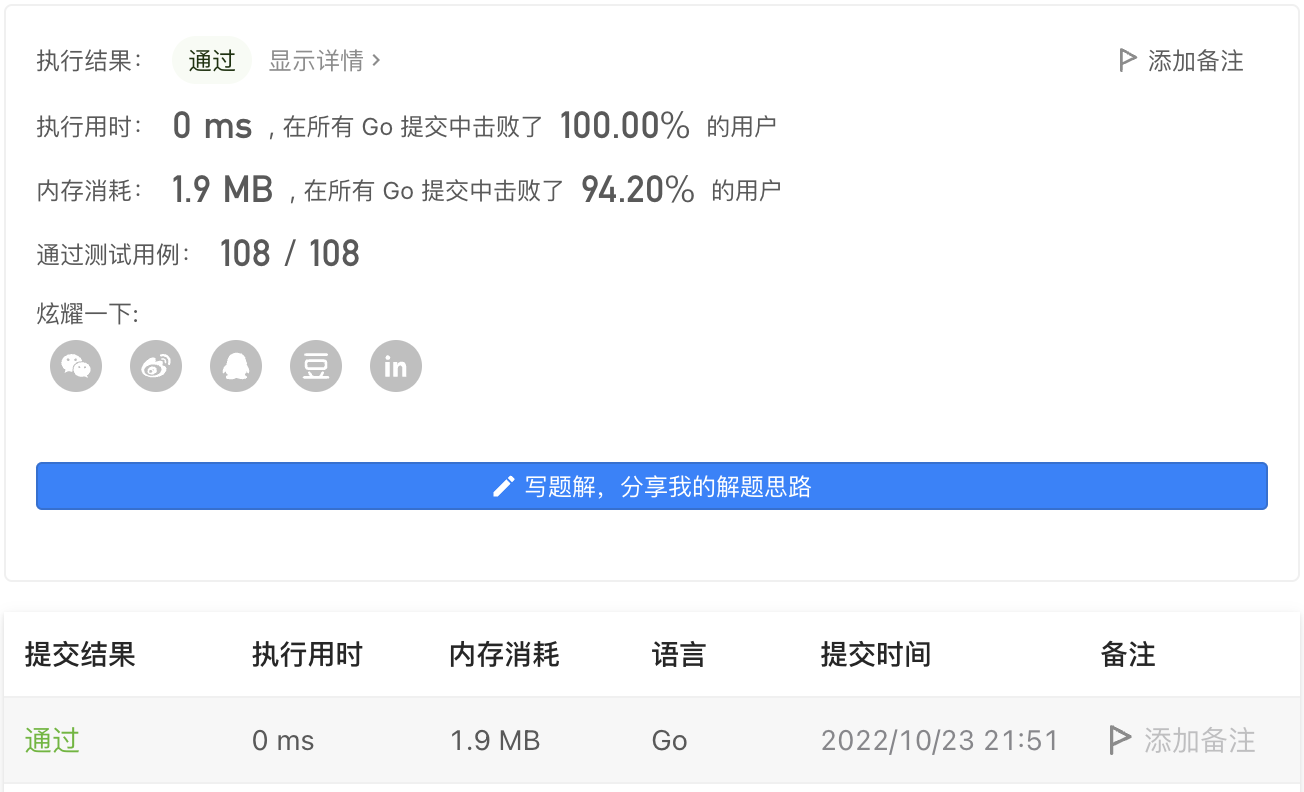 执行结果： 通过 显示详情 › 添加备注
执行用时： 0 ms , 在所有 Go 提交中击败了 100.00% 的用户
内存消耗： 1.9 MB , 在所有 Go 提交中击败了 94.20% 的用户
通过测试用例： 108 / 108
炫耀一下:
豆 in
写题解，分享我的解题思路
提交结果 执行用时 内存消耗 语言 提交时间 备注
通过 0 ms 1.9 MB Go 2022/10/23 21:51 添加备注